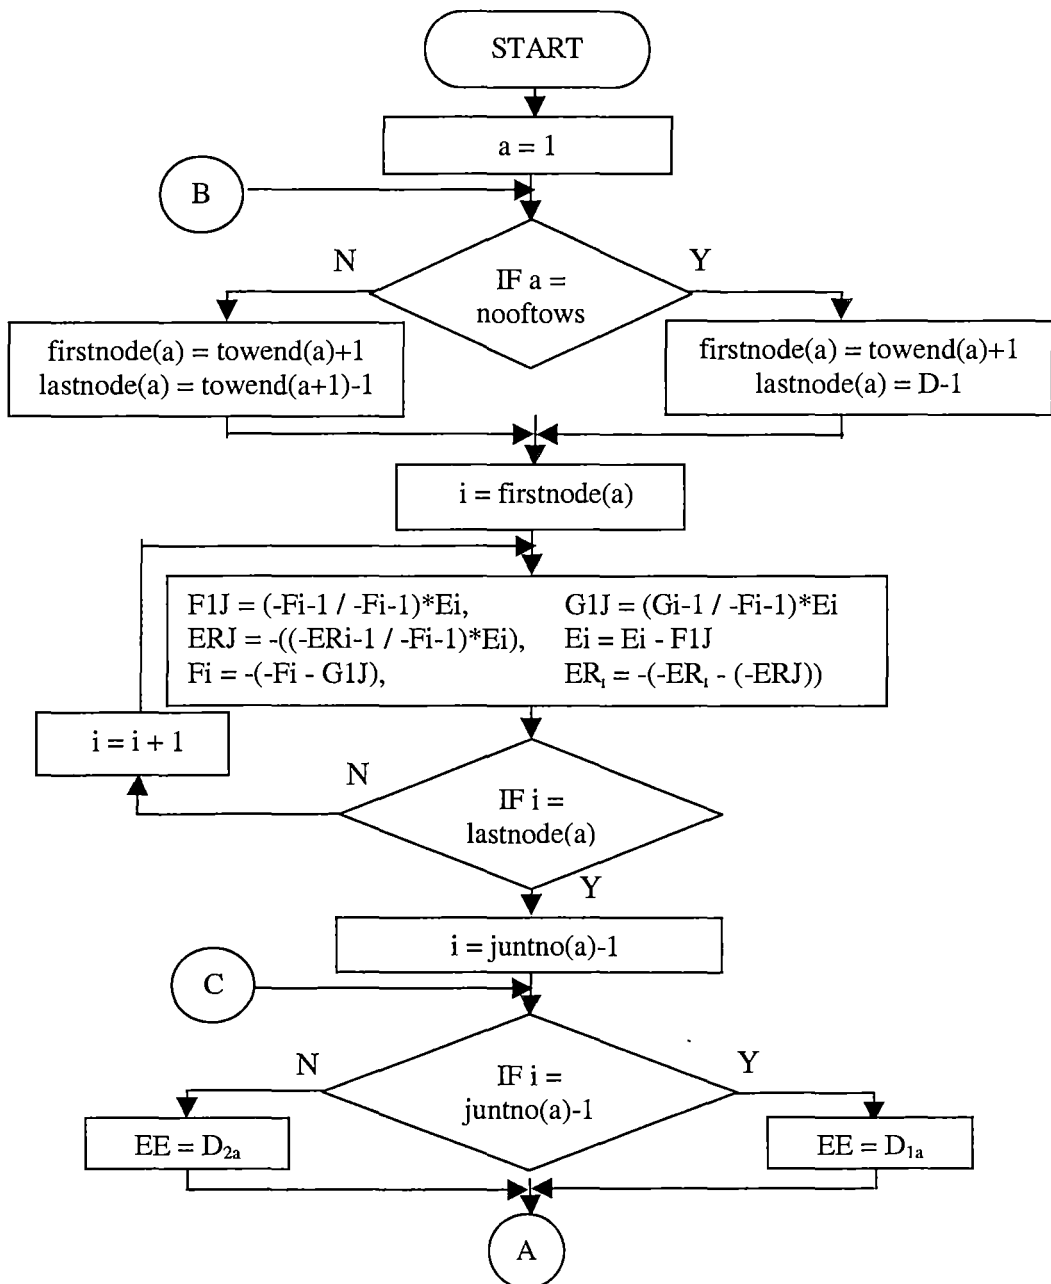 START
a = 1
B
N
Y
IF a =
nooftows
firstnode(a) = towend(a)+1
lastnode(a) = towend(a+1)-1
firstnode(a) = towend(a)+1
lastnode(a) = D-1
i = firstnode(a)
F1J = (-Fi-1 / -Fi-1)*Ei, G1J = (Gi-1 / -Fi-1)*Ei
ERJ = -((-ERi-1 / -Fi-1)*Ei), Ei = Ei - F1J
Fi = -(-Fi - G1J), ERᵢ = -(-ERᵢ - (-ERJ))
i = i + 1
N
IF i =
lastnode(a)
Y
i = juntno(a)-1
C
N
Y
IF i =
juntno(a)-1
EE = D₂ₐ
EE = D₁ₐ
A